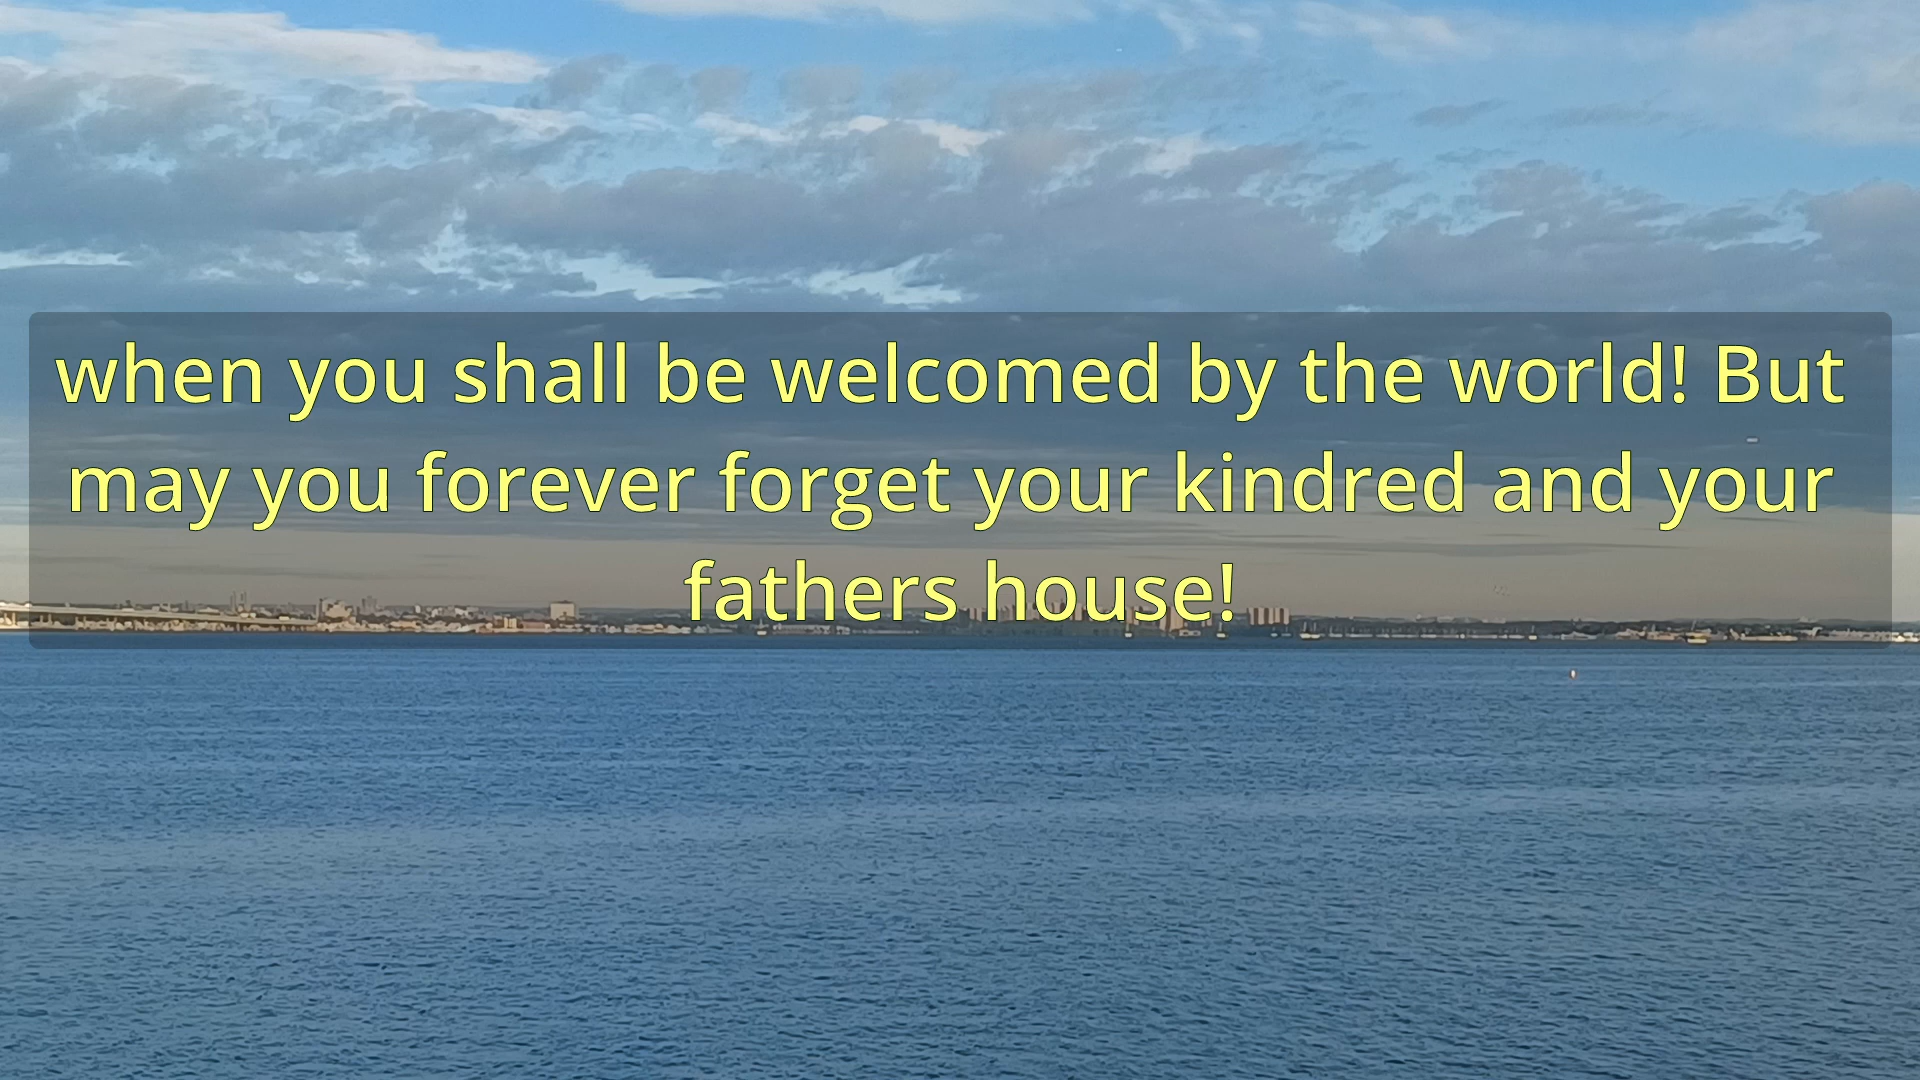 when you shall be welcomed by the world! But
may you forever forget your kindred and your
fathers house!